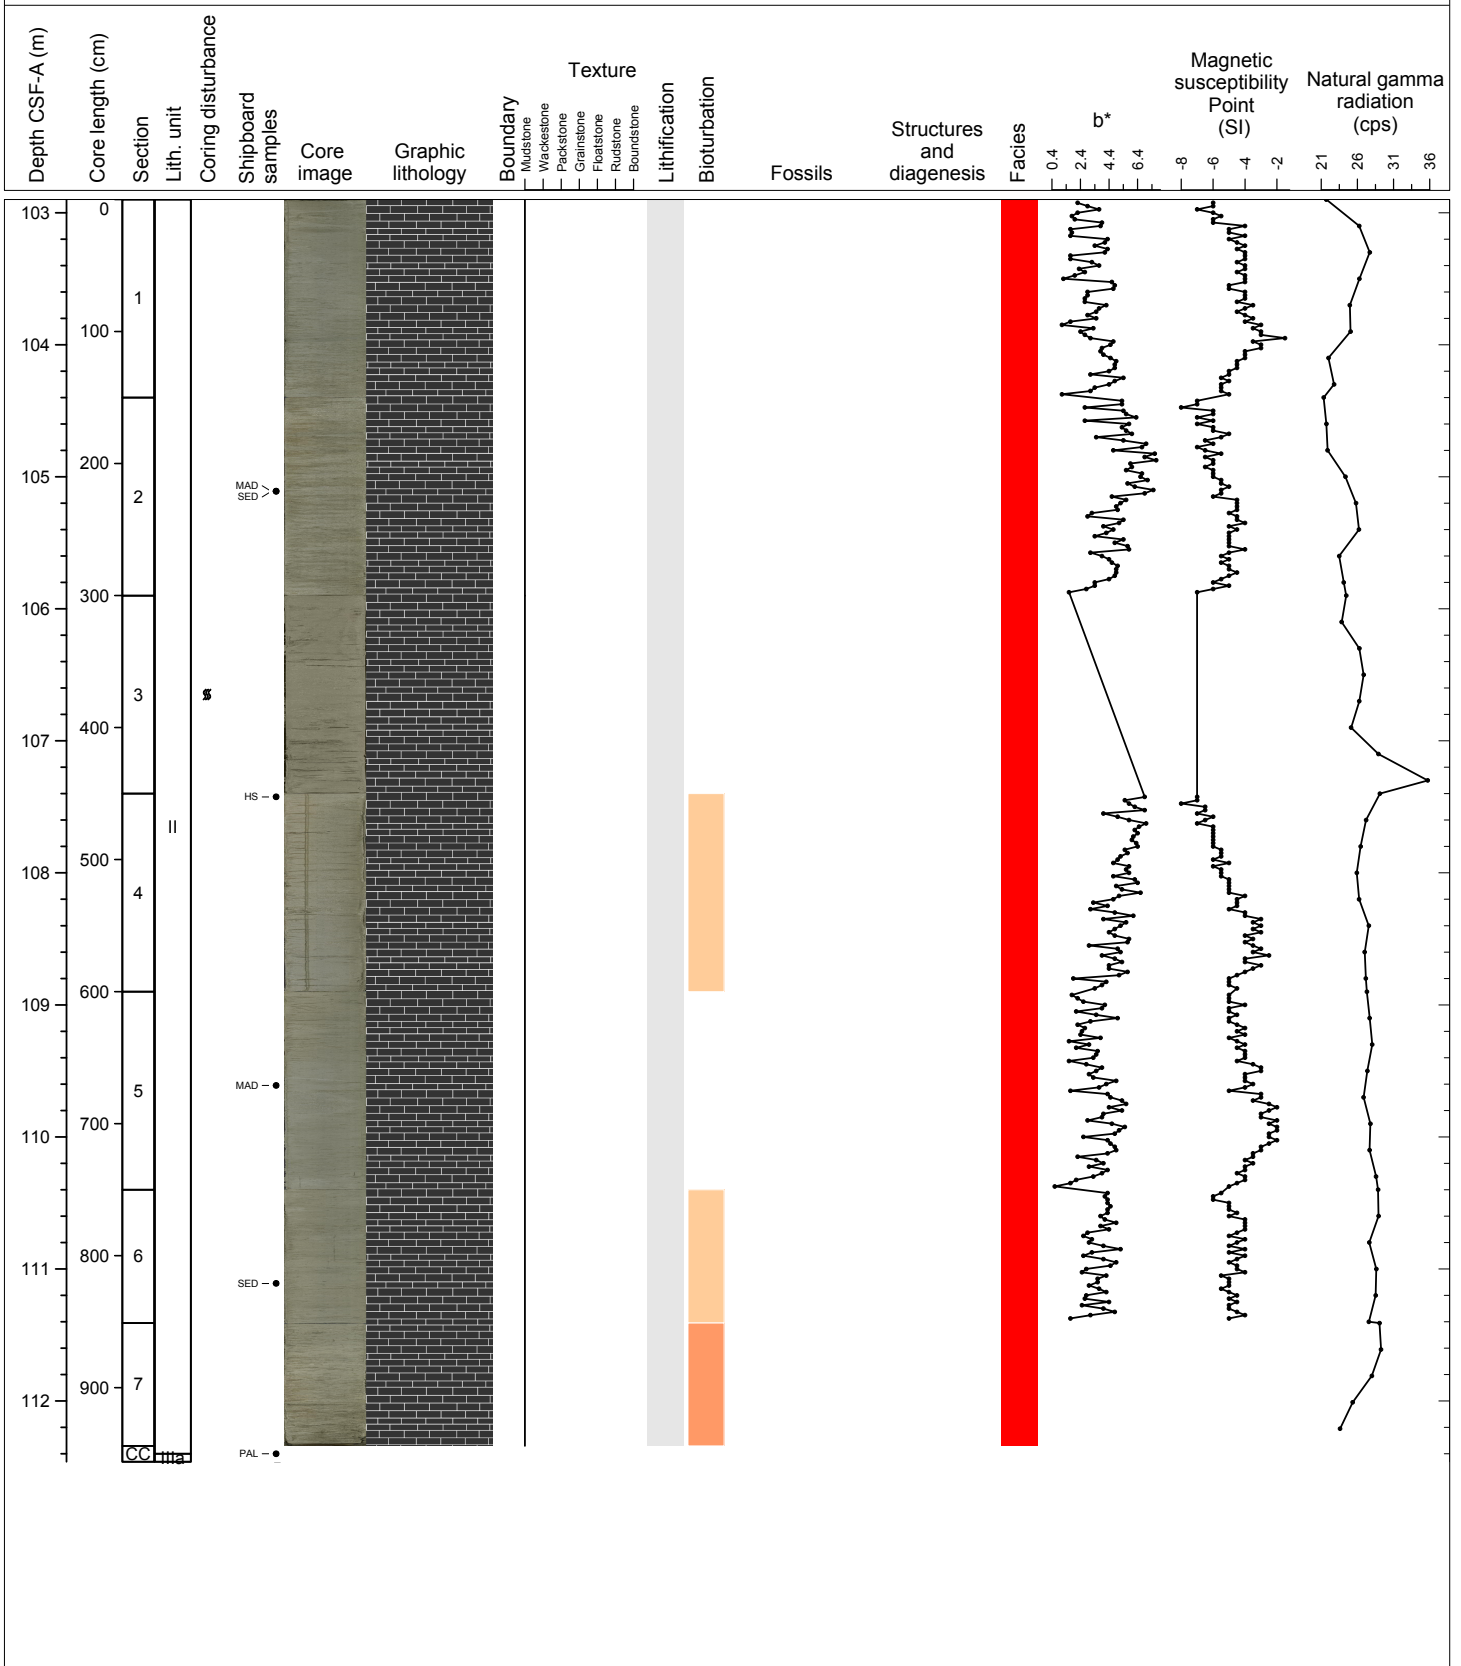 Depth CSF-A (m)
Core length (cm)
Section
Lith. unit
Coring disturbance
Shipboard
samples
Core
image
Graphic
lithology
Boundary
Texture
Mudstone
Wackestone
Packstone
Grainstone
Floatstone
Rudstone
Boundstone
Lithification
Bioturbation
Fossils
Structures
and
diagenesis
Facies
b*
0.4 2.4 4.4 6.4
Magnetic
susceptibility
Point
(SI)
-8 -6 -4 -2
Natural gamma
radiation
(cps)
21 26 31 36
103
104
105
106
107
108
109
110
111
112
0
100
200
300
400
500
600
700
800
900
1
2
3
4
5
6
7
CC
II
IIIa
MAD
SED
HS
MAD
SED
PAL